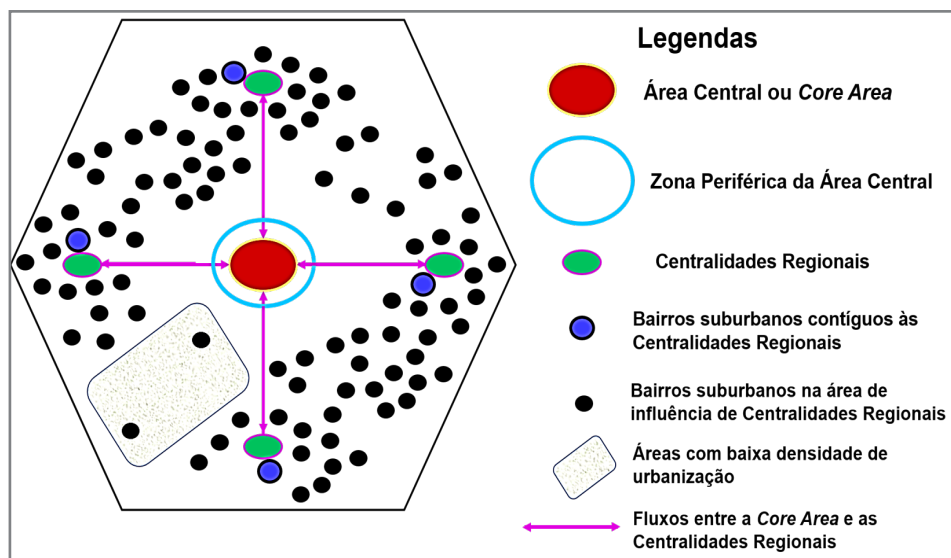 Legendas
Área Central ou Core Area
Zona Periférica da Área Central
Centralidades Regionais
Bairros suburbanos contíguos às
Centralidades Regionais
Bairros suburbanos na área de
influência de Centralidades Regionais
Áreas com baixa densidade de
urbanização
Fluxos entre a Core Area e as
Centralidades Regionais